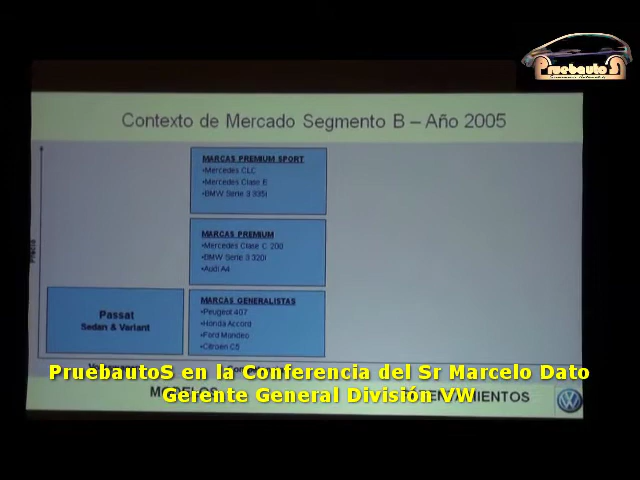 PruebautoS
Contexto de Mercado Segmento B – Año 2005
MARCAS PREMIUM SPORT
•Mercedes CLC
•Mercedes Clase E
•BMW Serie 3 335i
MARCAS PREMIUM
•Mercedes Clase C 200
•BMW Serie 3 320i
•Audi A4
Precio
Passat
Sedan & Variant
MARCAS GENERALISTAS
•Peugeot 407
•Honda Accord
•Ford Mondeo
•Citroën C5
PruebautoS en la Conferencia del Sr Marcelo Dato
Gerente General División VW